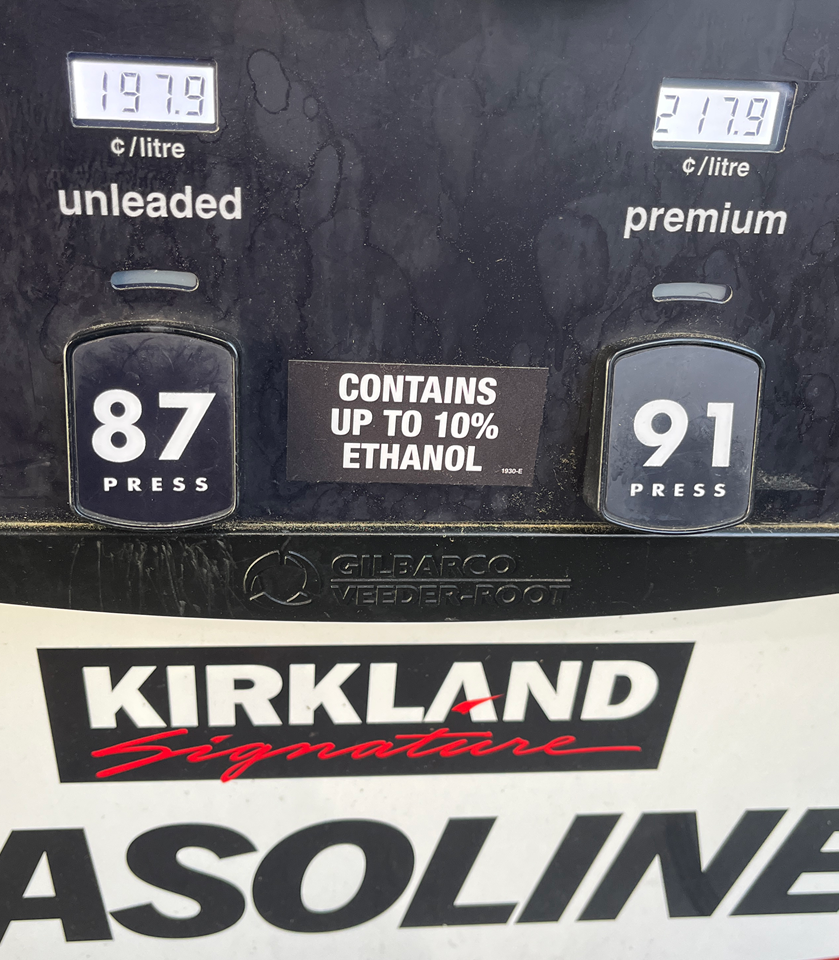 197.9
¢/litre
unleaded
217.9
¢/litre
premium
87
PRESS
CONTAINS
UP TO 10%
ETHANOL
1930-E
91
PRESS
GILBARCO
VEEDER-ROOT
KIRKLAND
Signature
ASOLINE